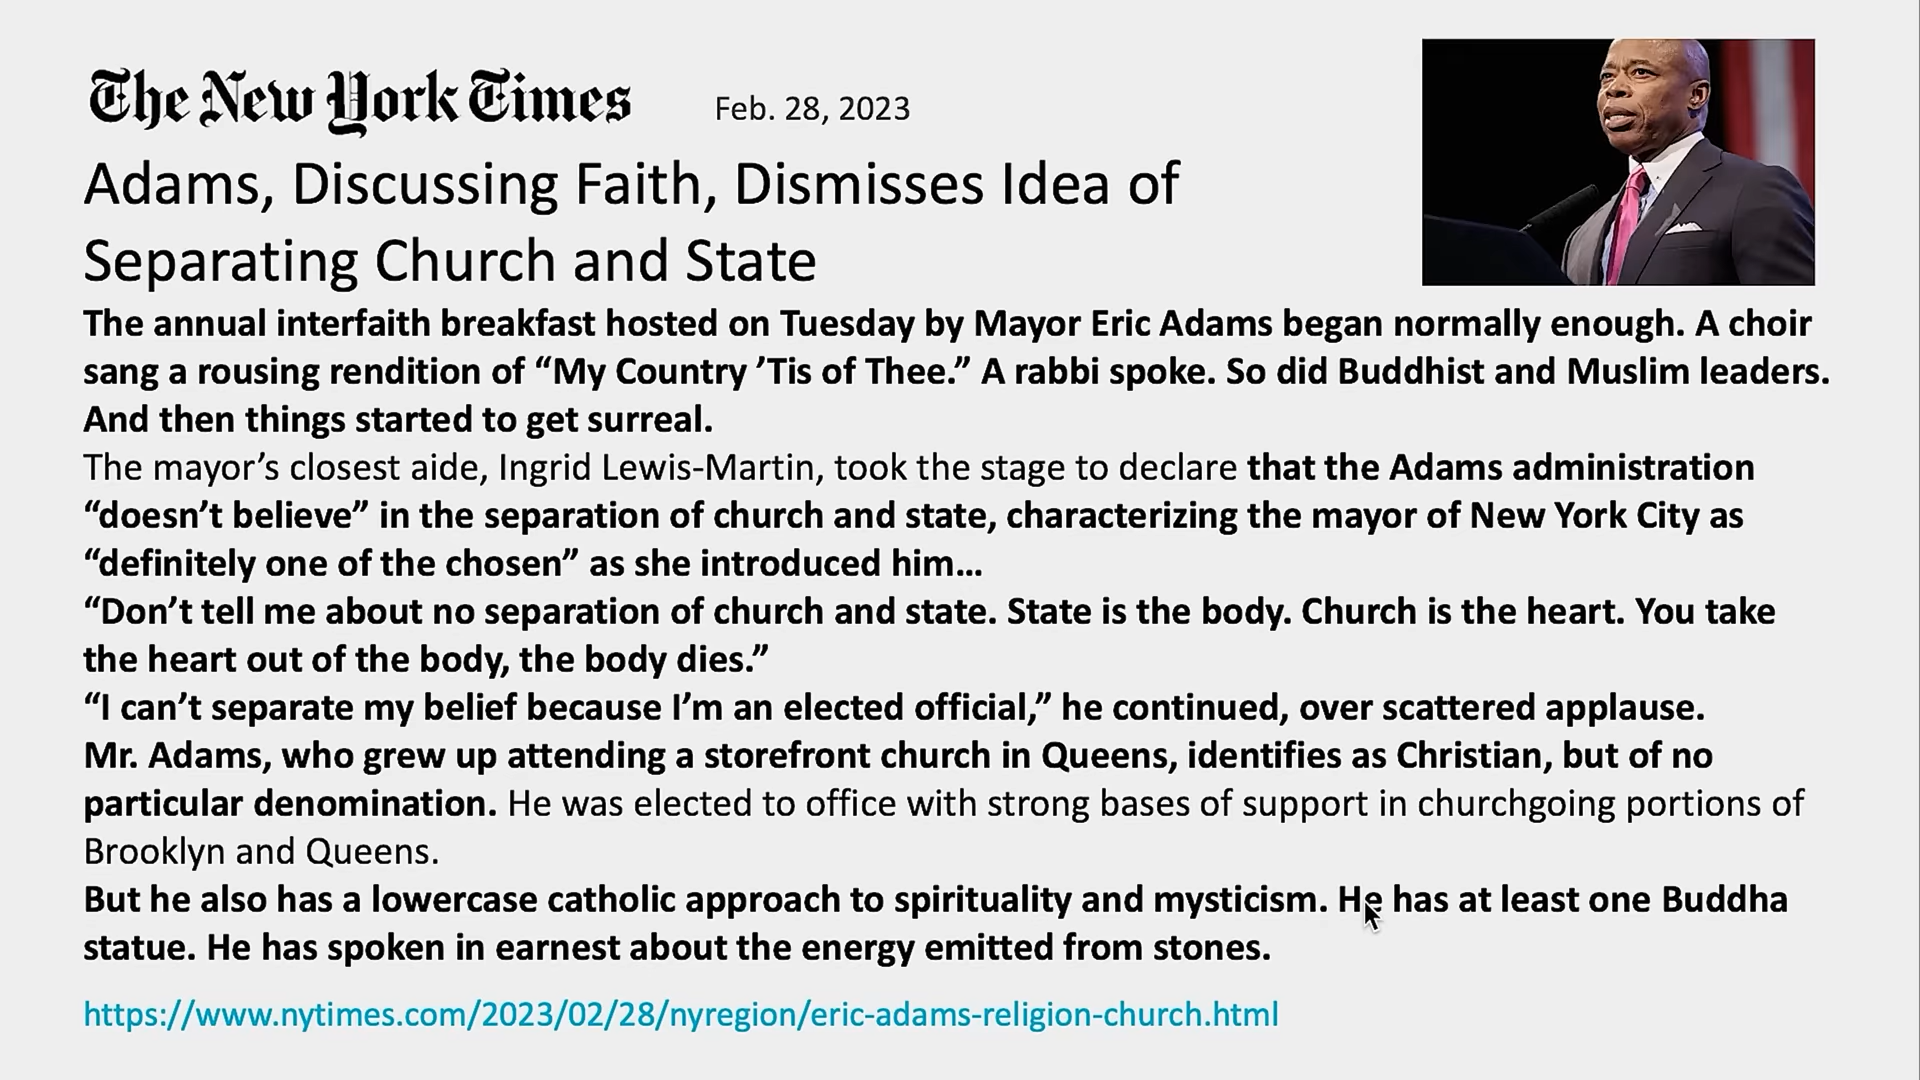 The New York Times
Feb. 28, 2023
Adams, Discussing Faith, Dismisses Idea of
Separating Church and State
The annual interfaith breakfast hosted on Tuesday by Mayor Eric Adams began normally enough. A choir
sang a rousing rendition of “My Country ’Tis of Thee.” A rabbi spoke. So did Buddhist and Muslim leaders.
And then things started to get surreal.
The mayor’s closest aide, Ingrid Lewis-Martin, took the stage to declare that the Adams administration
“doesn’t believe” in the separation of church and state, characterizing the mayor of New York City as
“definitely one of the chosen” as she introduced him…
“Don’t tell me about no separation of church and state. State is the body. Church is the heart. You take
the heart out of the body, the body dies.”
“I can’t separate my belief because I’m an elected official,” he continued, over scattered applause.
Mr. Adams, who grew up attending a storefront church in Queens, identifies as Christian, but of no
particular denomination. He was elected to office with strong bases of support in churchgoing portions of
Brooklyn and Queens.
But he also has a lowercase catholic approach to spirituality and mysticism. He has at least one Buddha
statue. He has spoken in earnest about the energy emitted from stones.
https://www.nytimes.com/2023/02/28/nyregion/eric-adams-religion-church.html